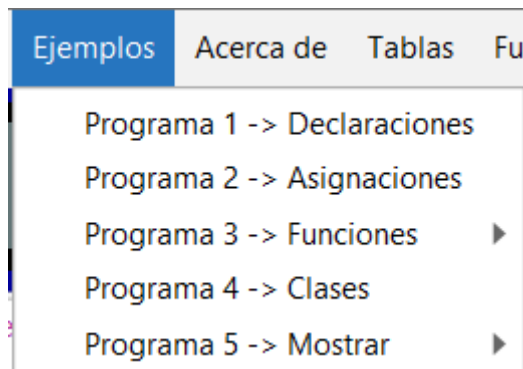 Ejemplos Acerca de Tablas Fu
Programa 1 -> Declaraciones
Programa 2 -> Asignaciones
Programa 3 -> Funciones
Programa 4 -> Clases
Programa 5 -> Mostrar